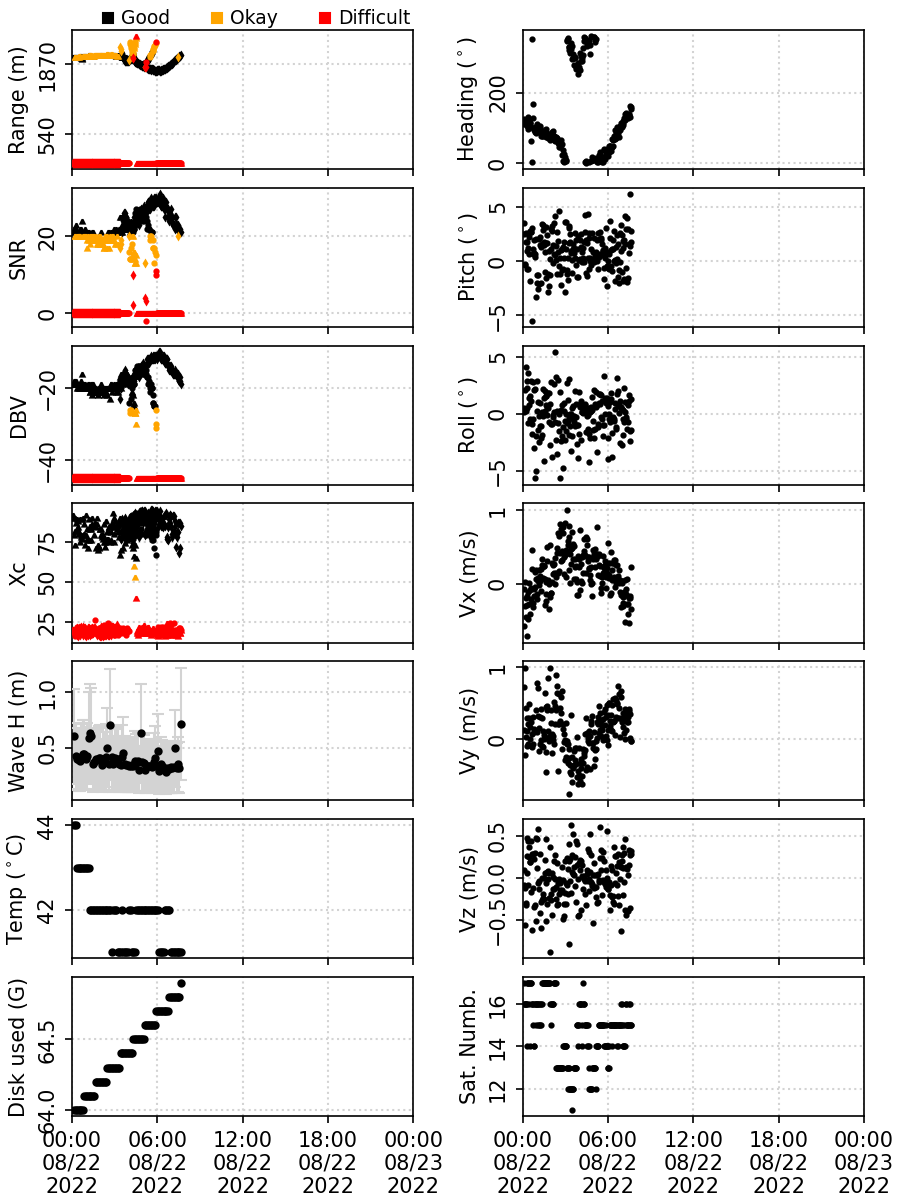 Good Okay Difficult
Range (m)
1870
540
Heading (°)
200
0
SNR
20
0
Pitch (°)
5
0
−5
DBV
−20
−40
Roll (°)
5
0
−5
Xc
75
50
25
Vx (m/s)
1
0
Wave H (m)
1.0
0.5
Vy (m/s)
1
0
Temp (°C)
44
42
Vz (m/s)
0.5
0.0
−0.5
Disk used (G)
64.5
64.0
Sat. Numb.
16
14
12
00:00 06:00 12:00 18:00 00:00
08/22 08/22 08/22 08/22 08/23
2022 2022 2022 2022 2022
00:00 06:00 12:00 18:00 00:00
08/22 08/22 08/22 08/22 08/23
2022 2022 2022 2022 2022